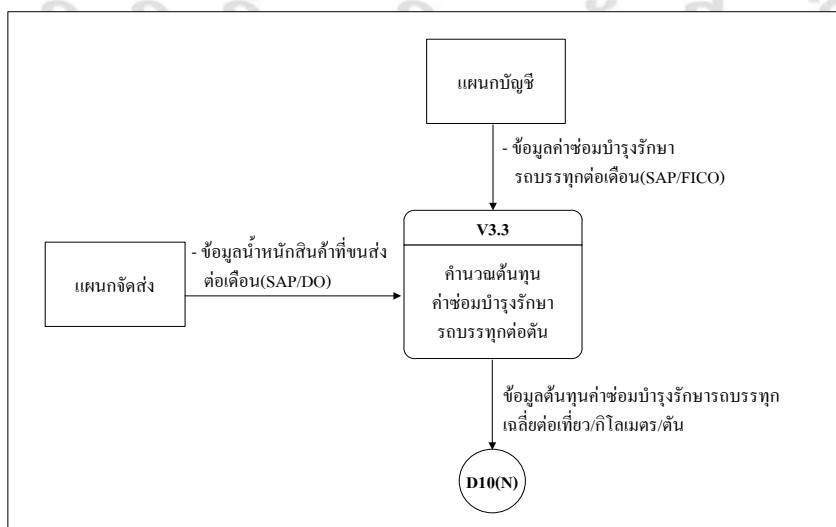 แผนกบัญชี
- ข้อมูลค่าซ่อมบำรุงรักษา
รถบรรทุกต่อเดือน(SAP/FICO)
V3.3
- ข้อมูลน้ำหนักสินค้าที่ขนส่ง
ต่อเดือน(SAP/DO)
แผนกจัดส่ง
คำนวณต้นทุน
ค่าซ่อมบำรุงรักษา
รถบรรทุกต่อตัน
ข้อมูลต้นทุนค่าซ่อมบำรุงรักษารถบรรทุก
เฉลี่ยต่อเที่ยว/กิโลเมตร/ตัน
D10(N)